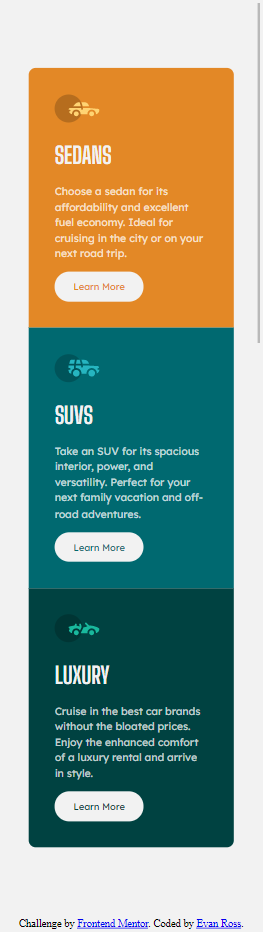 SEDANS
Choose a sedan for its
affordability and excellent
fuel economy. Ideal for
cruising in the city or on your
next road trip.
Learn More
SUVS
Take an SUV for its spacious
interior, power, and
versatility. Perfect for your
next family vacation and off-
road adventures.
Learn More
LUXURY
Cruise in the best car brands
without the bloated prices.
Enjoy the enhanced comfort
of a luxury rental and arrive
in style.
Learn More
Challenge by Frontend Mentor. Coded by Evan Ross.